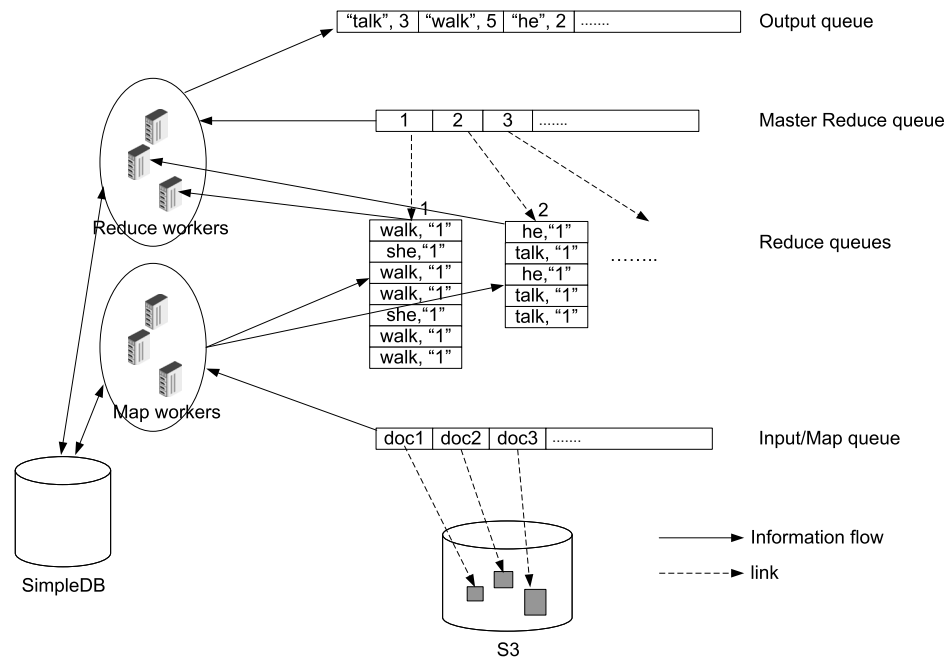 “talk”, 3 “walk”, 5 “he”, 2 ....... Output queue
1 2 3 ....... Master Reduce queue
Reduce workers
1
walk, “1”
she,“1”
walk, “1”
walk, “1”
she,“1”
walk, “1”
walk, “1”
2
he,“1”
talk, “1”
he,“1”
talk, “1”
talk, “1”
........
Reduce queues
Map workers
doc1 doc2 doc3 ....... Input/Map queue
SimpleDB
S3
Information flow
link